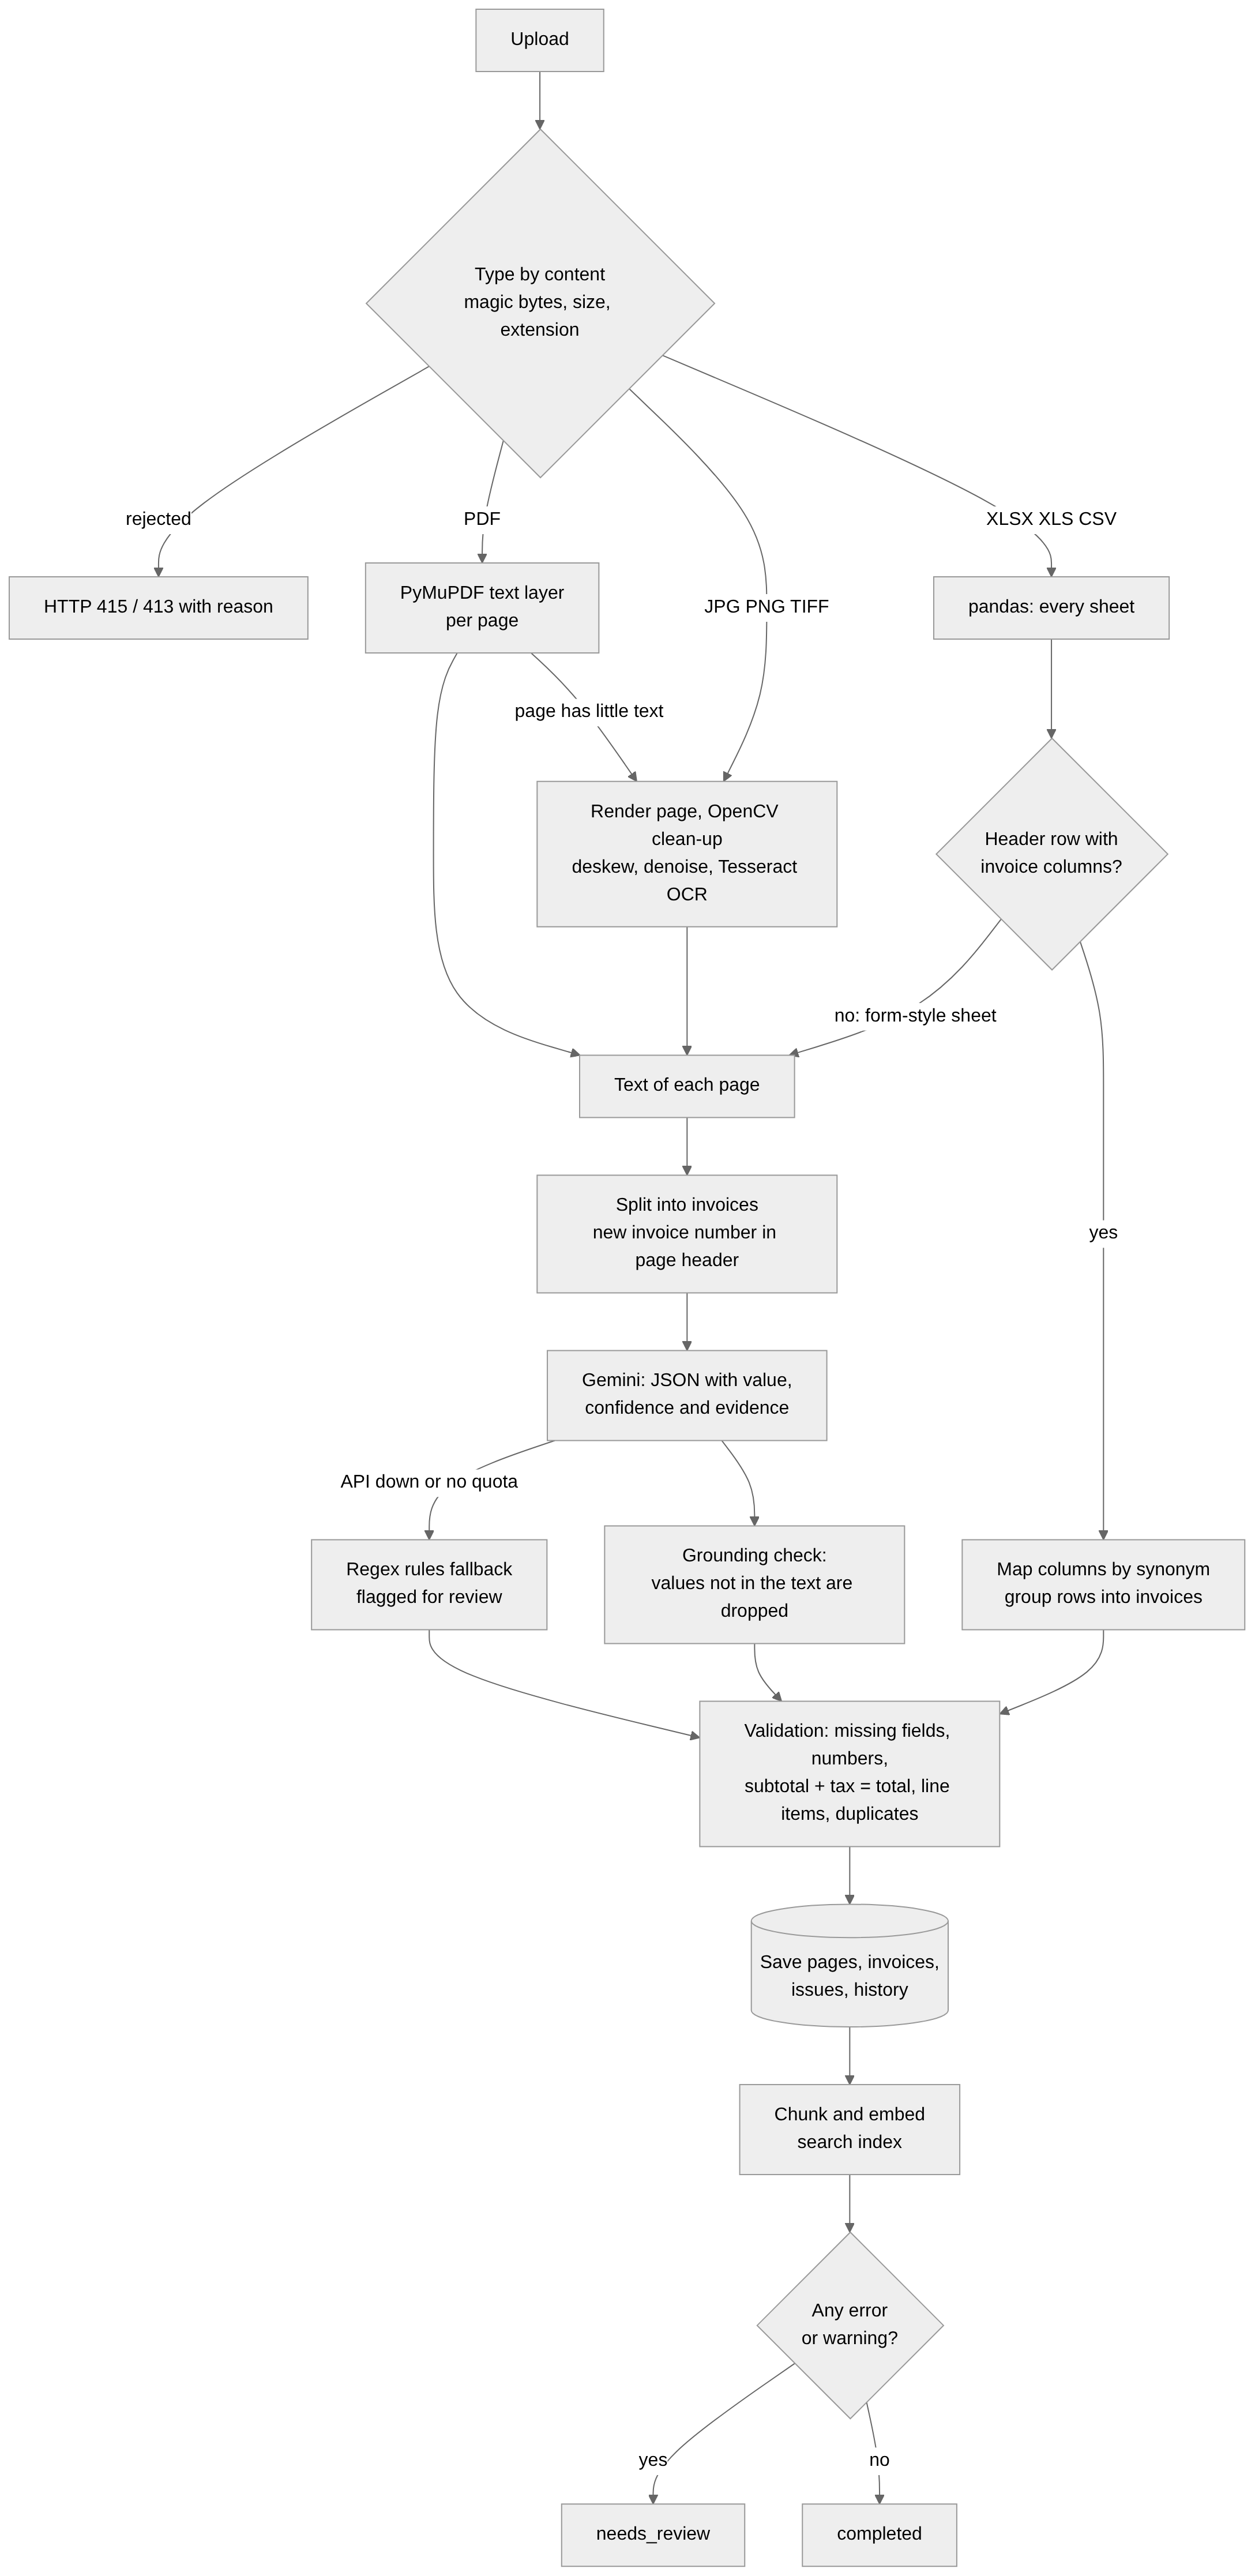 Upload
Type by content
magic bytes, size,
extension
rejected
PDF
XLSX XLS CSV
HTTP 415 / 413 with reason
PyMuPDF text layer
per page
JPG PNG TIFF
pandas: every sheet
page has little text
Render page, OpenCV
clean-up
deskew, denoise, Tesseract
OCR
Header row with
invoice columns?
no: form-style sheet
Text of each page
Split into invoices
new invoice number in
page header
yes
Gemini: JSON with value,
confidence and evidence
API down or no quota
Regex rules fallback
flagged for review
Grounding check:
values not in the text are
dropped
Map columns by synonym
group rows into invoices
Validation: missing fields,
numbers,
subtotal + tax = total, line
items, duplicates
Save pages, invoices,
issues, history
Chunk and embed
search index
Any error
or warning?
yes
no
needs_review
completed